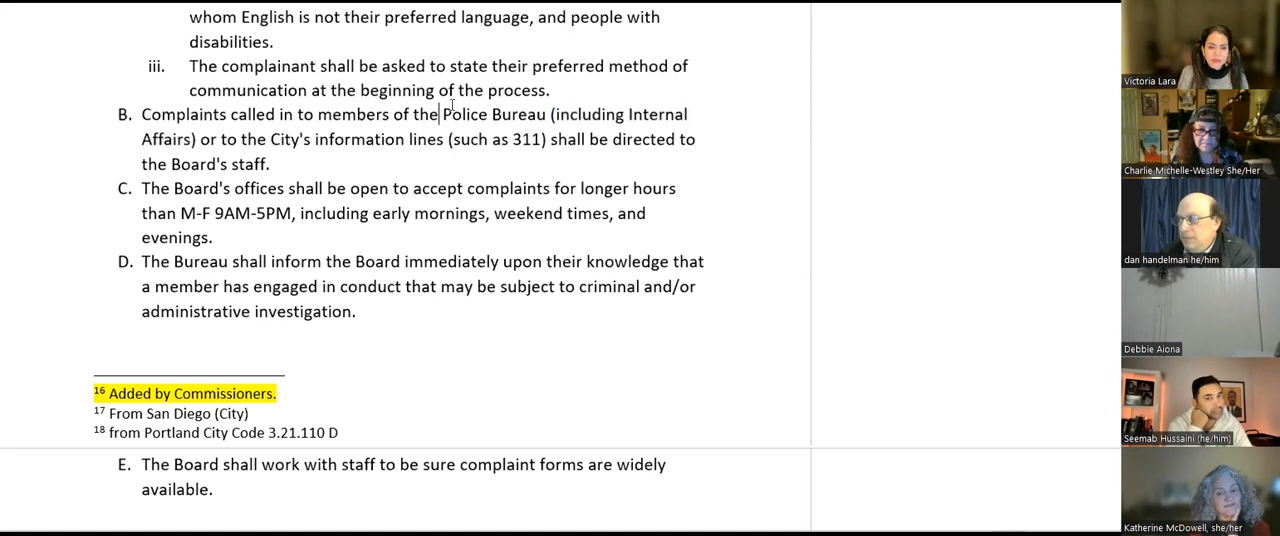 whom English is not their preferred language, and people with
disabilities.
iii. The complainant shall be asked to state their preferred method of
communication at the beginning of the process.
B. Complaints called in to members of the Police Bureau (including Internal
Affairs) or to the City's information lines (such as 311) shall be directed to
the Board's staff.
C. The Board's offices shall be open to accept complaints for longer hours
than M-F 9AM-5PM, including early mornings, weekend times, and
evenings.
D. The Bureau shall inform the Board immediately upon their knowledge that
a member has engaged in conduct that may be subject to criminal and/or
administrative investigation.
16 Added by Commissioners.
17 From San Diego (City)
18 from Portland City Code 3.21.110 D
E. The Board shall work with staff to be sure complaint forms are widely
available.
Victoria Lara
Charlie Michelle-Westley She/Her
dan handelman he/him
Debbie Aiona
Seemab Hussaini (he/him)
Katherine McDowell, she/her